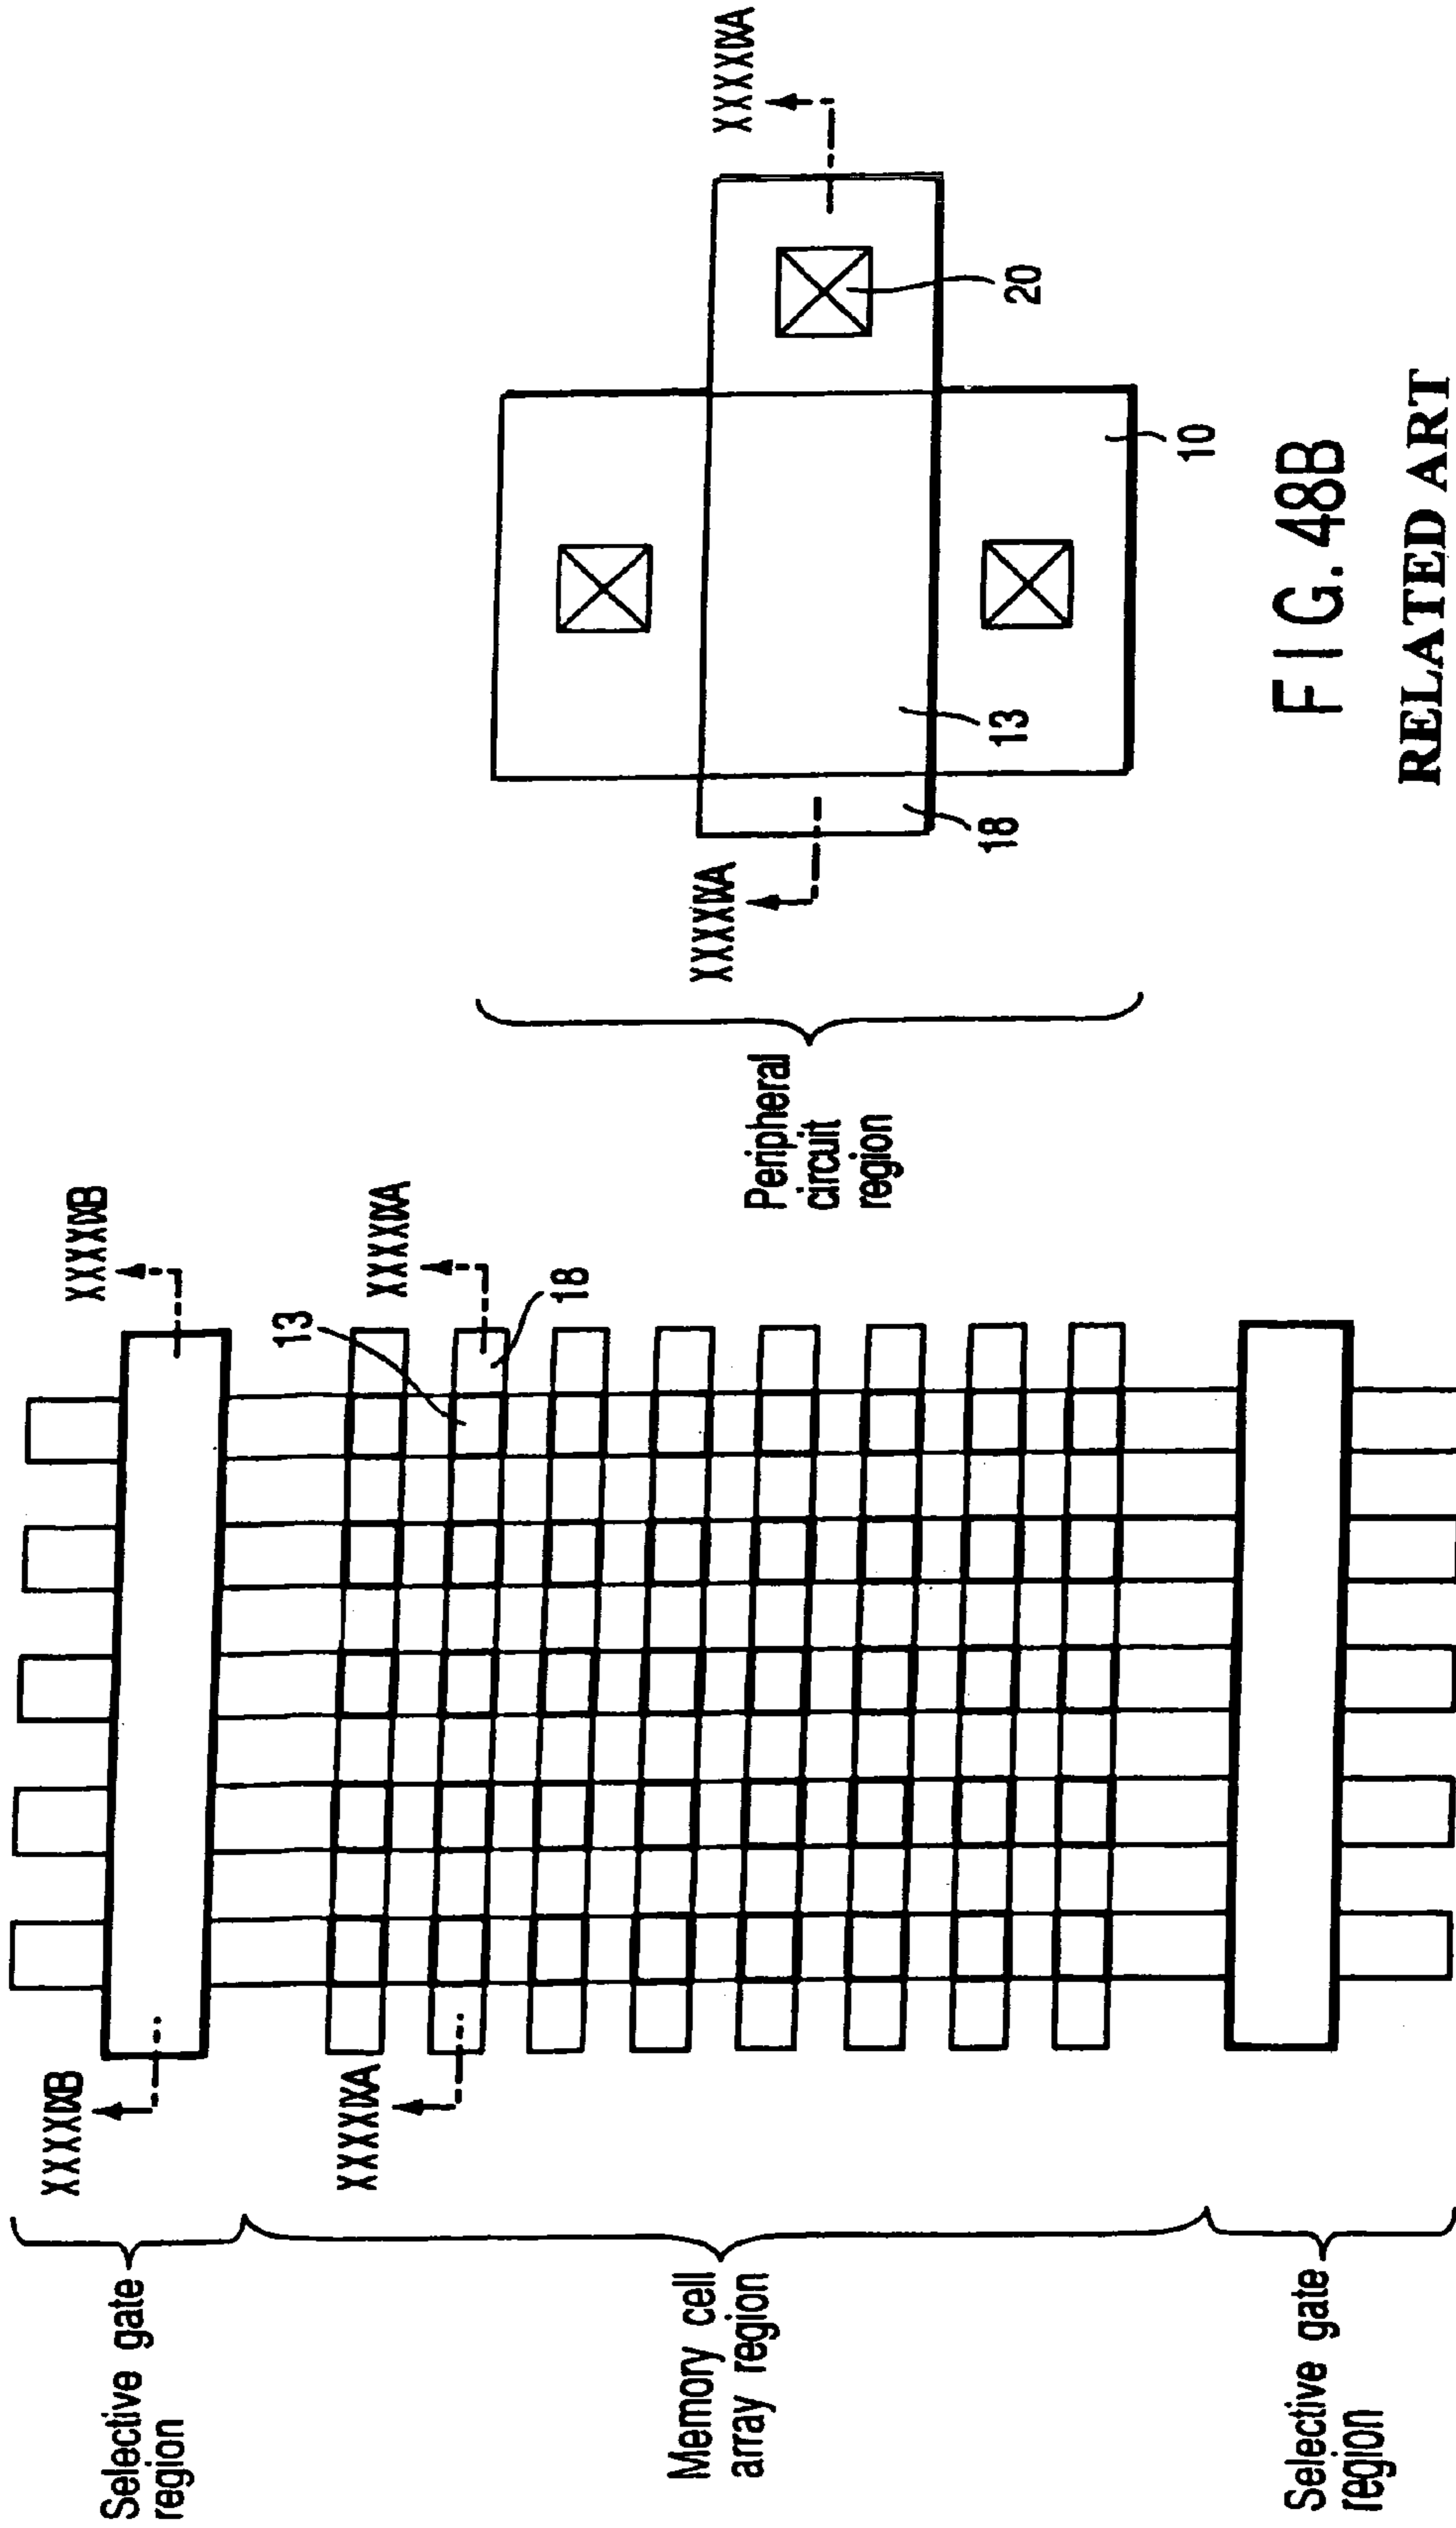 Selective gate
region
XXXXIXB
XXXXIXB
Memory cell
array region
XXXXIXA
XXXXIXA
13
18
Selective gate
region
Peripheral
circuit
region
XXXXIXA
XXXXIXA
18
13
10
20
FIG. 48B
RELATED ART